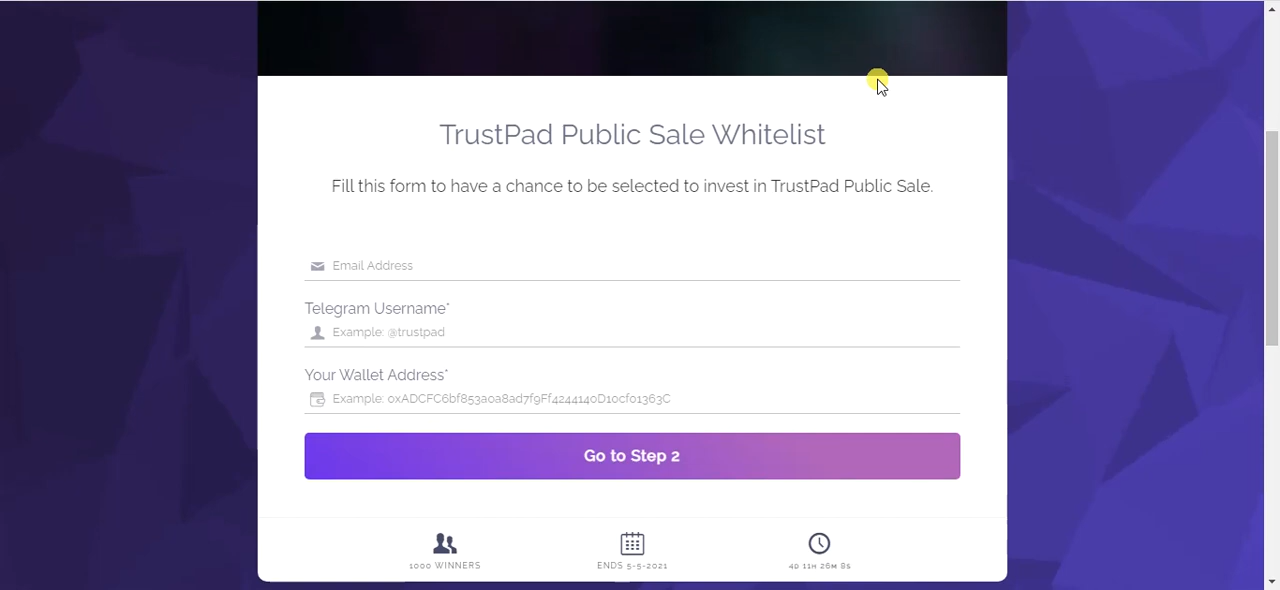 TrustPad Public Sale Whitelist
Fill this form to have a chance to be selected to invest in TrustPad Public Sale.
Email Address
Telegram Username*
Example: @trustpad
Your Wallet Address*
Example: 0xADCFC6bf853a0a8ad7f9Ff4244140D10cf01363C
Go to Step 2
1000 WINNERS
ENDS 5-5-2021
4D 11H 26M 8S